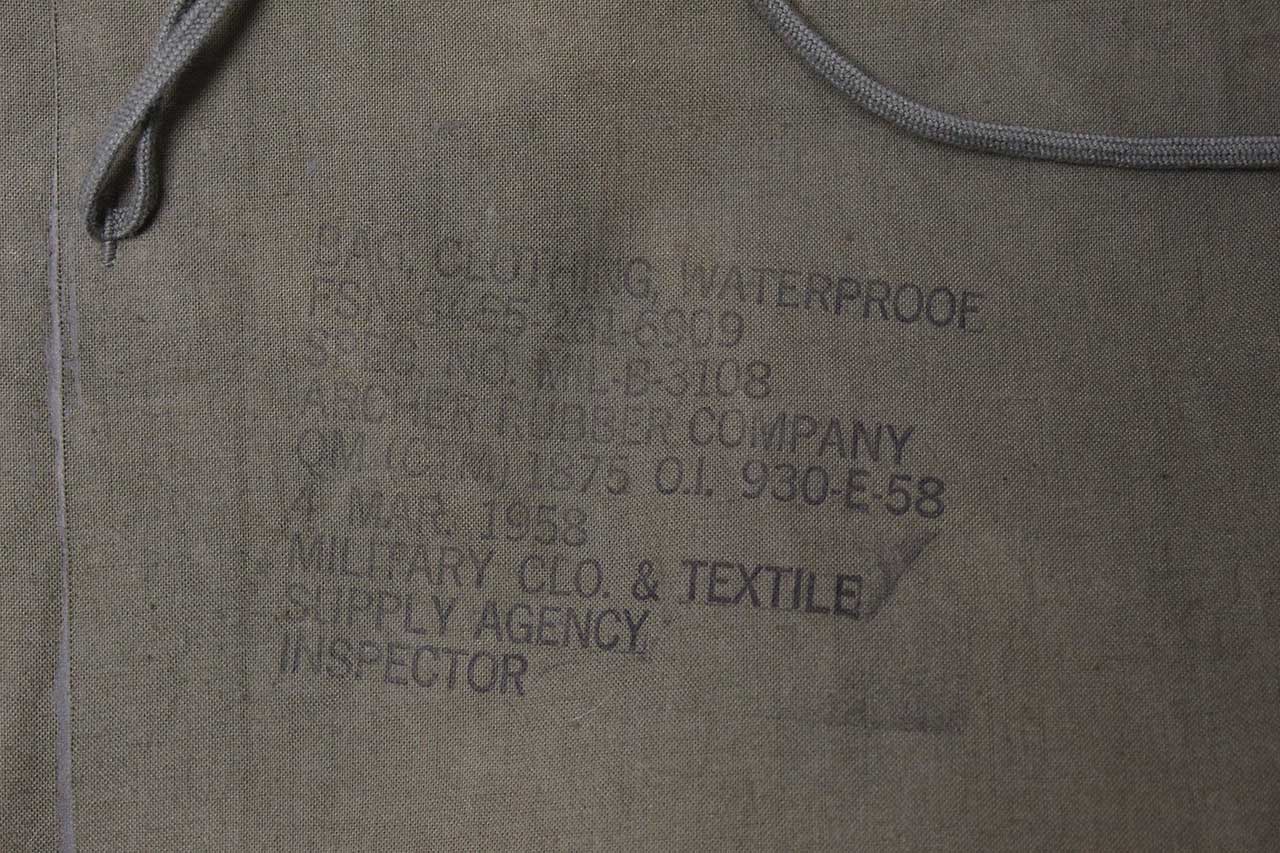 BAG, CLOTHING, WATERPROOF
FSN 8465-261-6909
SPEC. NO. MIL-B-3108
ARCHER RUBBER COMPANY
QM (CTM) 1875 O.I. 930-E-58
4 MAR. 1958
MILITARY CLO. & TEXTILE
SUPPLY AGENCY
INSPECTOR